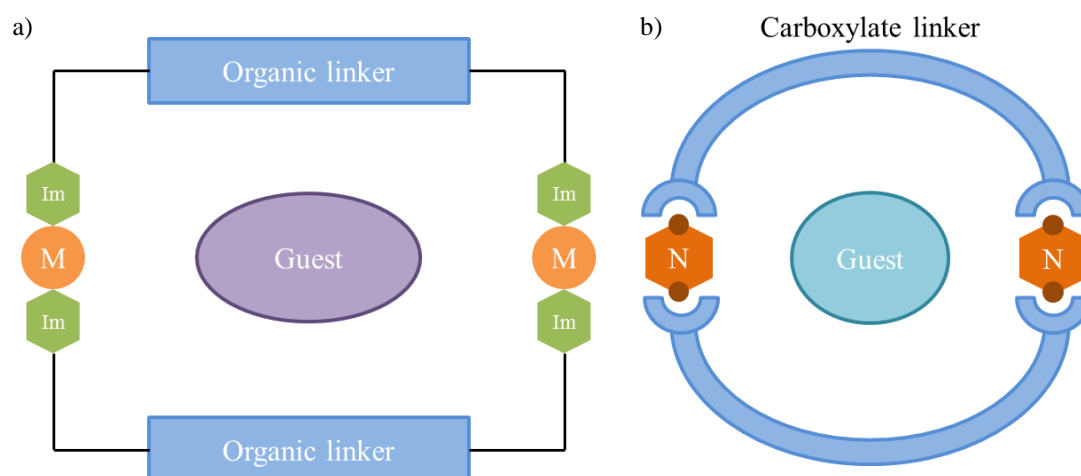 a)
Organic linker
Im
Im
M
Guest
M
Im
Im
Organic linker
b)
Carboxylate linker
N
Guest
N